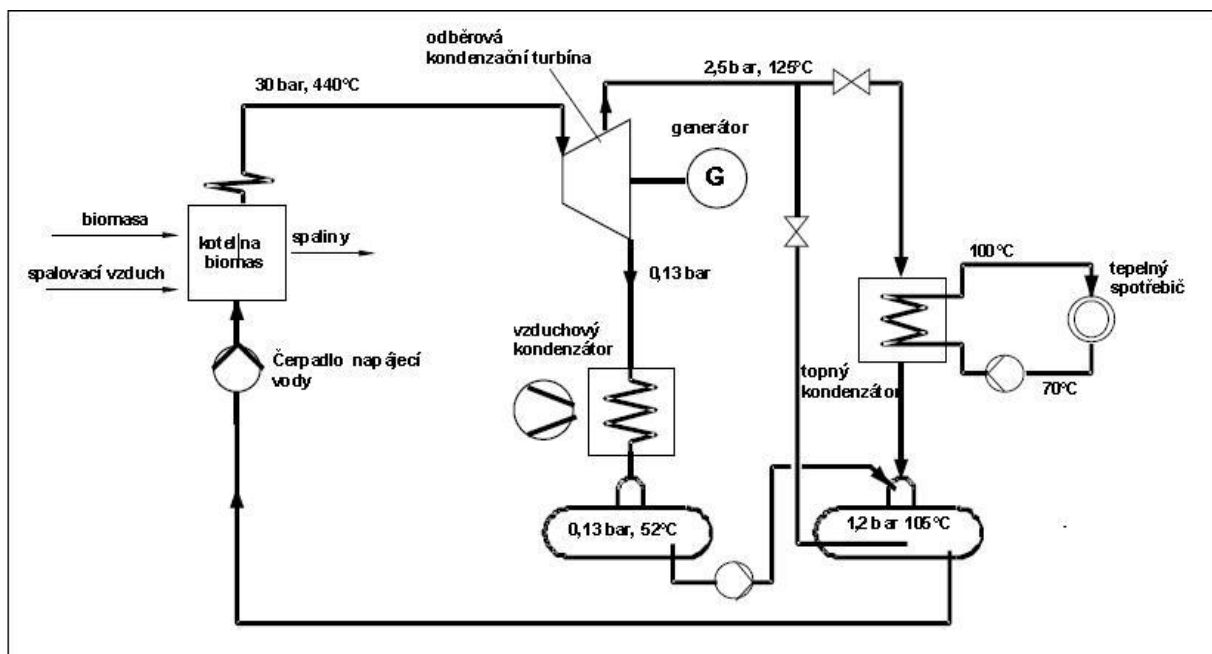 odběrová
kondenzační turbína
30 bar, 440°C
2,5 bar, 125°C
generátor
G
biomasa
spalovací vzduch
kotel na
biomas
spaliny
0,13 bar
100°C
tepelný
spotřebič
vzduchový
kondenzátor
Čerpadlo napájecí
vody
topný
kondenzátor
70°C
0,13 bar, 52°C
1,2 bar 105°C